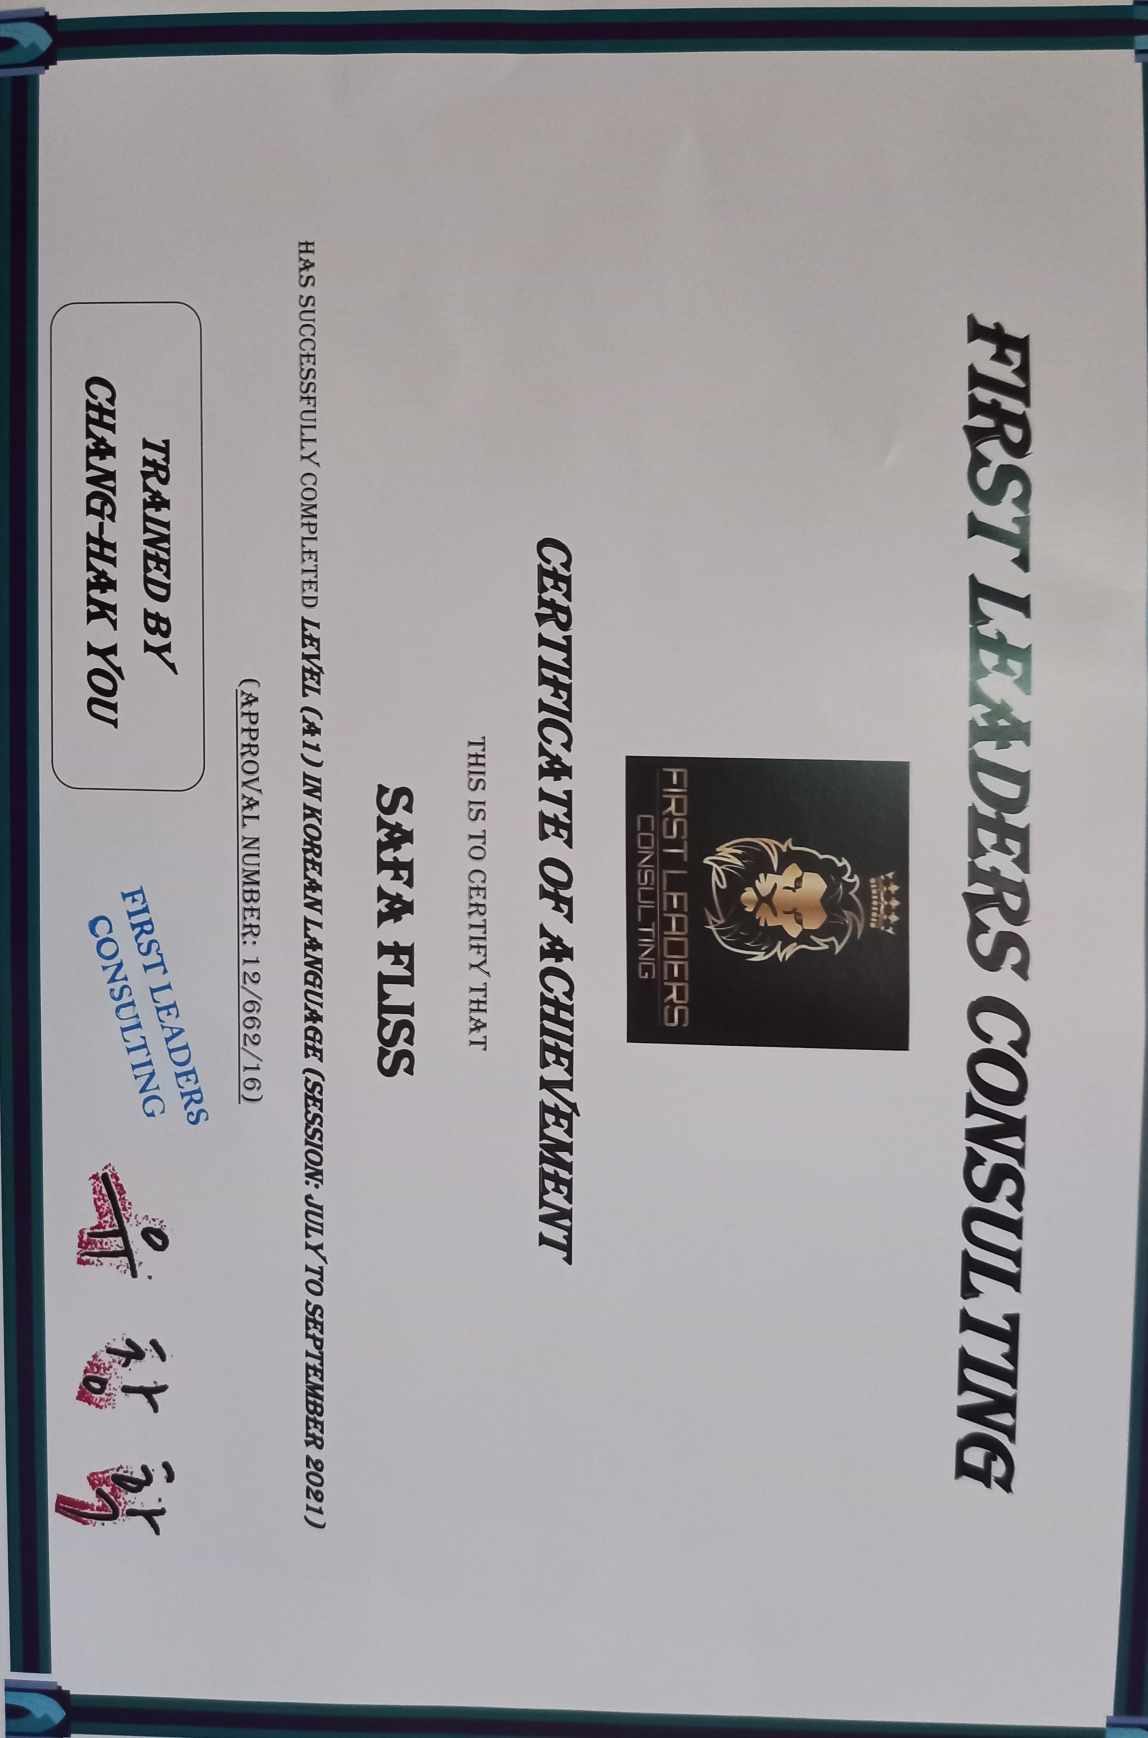 FIRST LEADERS CONSULTING
FIRST LEADERS
CONSULTING
CERTIFICATE OF ACHIEVEMENT
THIS IS TO CERTIFY THAT
SAFA FLISS
HAS SUCCESSFULLY COMPLETED LEVEL (A1) IN KOREAN LANGUAGE (SESSION: JULY TO SEPTEMBER 2021)
(APPROVAL NUMBER: 12/662/16)
TRAINED BY
CHANG-HAK YOU
FIRST LEADERS
CONSULTING
유 창 학